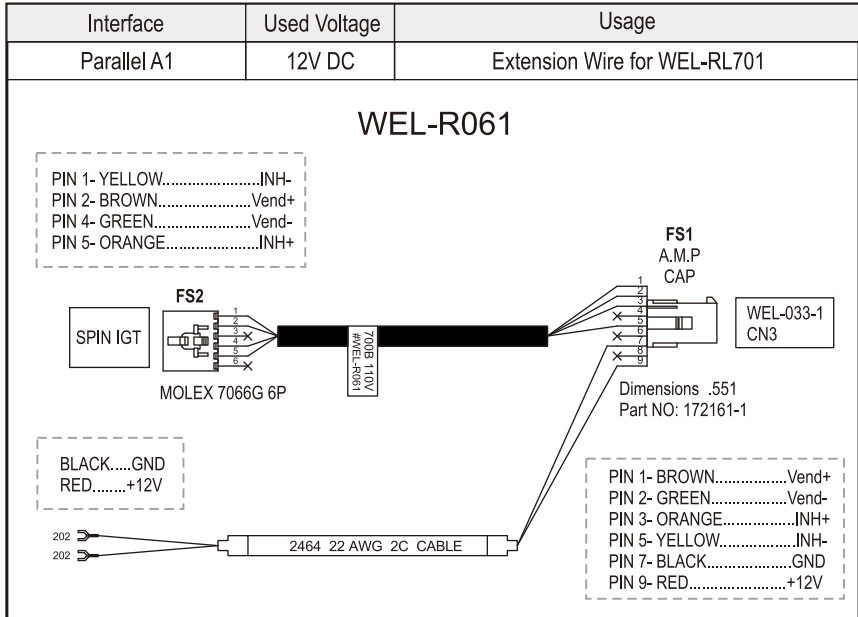 Interface Used Voltage Usage
Parallel A1 12V DC Extension Wire for WEL-RL701
WEL-R061
PIN 1- YELLOW....................INH-
PIN 2- BROWN...................Vend+
PIN 4- GREEN...................Vend-
PIN 5- ORANGE..................INH+
FS1
A.M.P
CAP
FS2
SPIN IGT
1
2
3
4
5
6
MOLEX 7066G 6P
700B 110V
#WEL-R061
1
2
3
4
5
6
7
8
9
WEL-033-1
CN3
Dimensions .551
Part NO: 172161-1
BLACK.....GND
RED.......+12V
202
202
2464 22 AWG 2C CABLE
PIN 1- BROWN...................Vend+
PIN 2- GREEN...................Vend-
PIN 3- ORANGE..................INH+
PIN 5- YELLOW..................INH-
PIN 7- BLACK....................GND
PIN 9- RED......................+12V